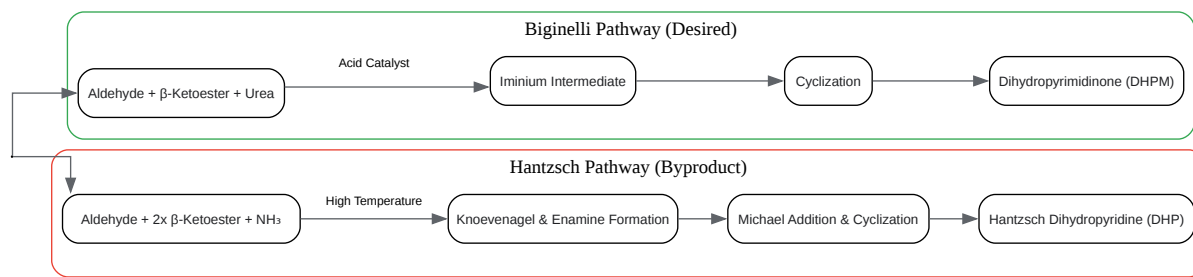 Biginelli Pathway (Desired)
Aldehyde + β-Ketoester + Urea
Acid Catalyst
Iminium Intermediate
Cyclization
Dihydropyrimidinone (DHPM)
Hantzsch Pathway (Byproduct)
Aldehyde + 2x β-Ketoester + NH₃
High Temperature
Knoevenagel & Enamine Formation
Michael Addition & Cyclization
Hantzsch Dihydropyridine (DHP)